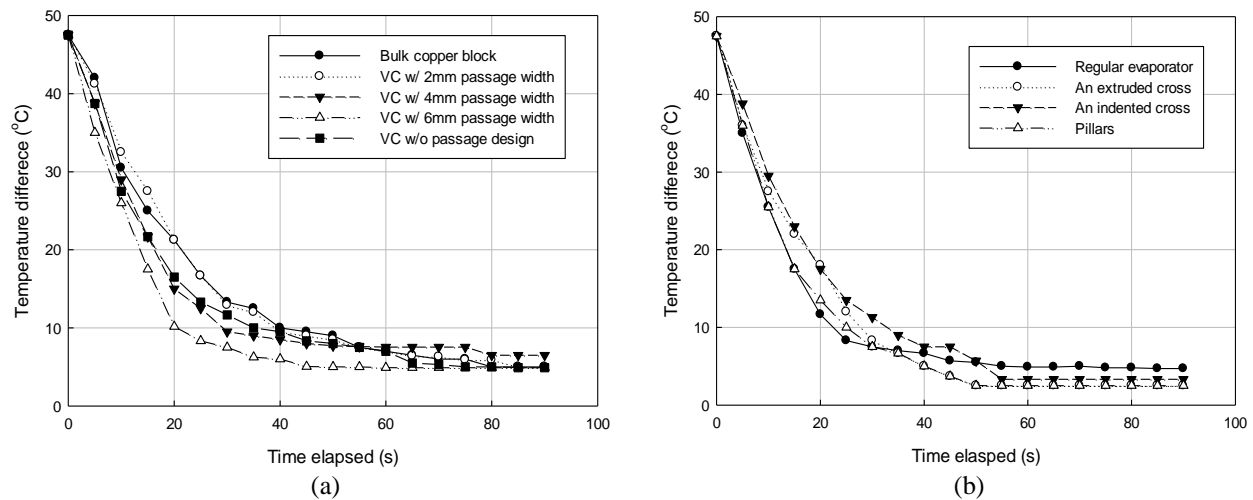 Temperature differece (°C)
50
40
30
20
10
0
Bulk copper block
VC w/ 2mm passage width
VC w/ 4mm passage width
VC w/ 6mm passage width
VC w/o passage design
0 20 40 60 80 100
Time elapsed (s)
(a)
Temperature differece (°C)
50
40
30
20
10
0
Regular evaporator
An extruded cross
An indented cross
Pillars
0 20 40 60 80 100
Time elasped (s)
(b)